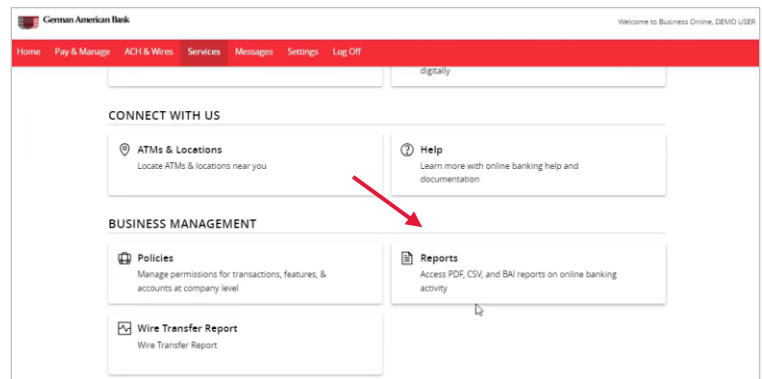 German American Bank
Welcome to Business Online, DEMO USER
Home Pay & Manage ACH & Wires Services Messages Settings Log Off
digitally
CONNECT WITH US
ATMs & Locations
Locate ATMs & locations near you
Help
Learn more with online banking help and
documentation
BUSINESS MANAGEMENT
Policies
Manage permissions for transactions, features, &
accounts at company level
Reports
Access PDF, CSV, and BAI reports on online banking
activity
Wire Transfer Report
Wire Transfer Report